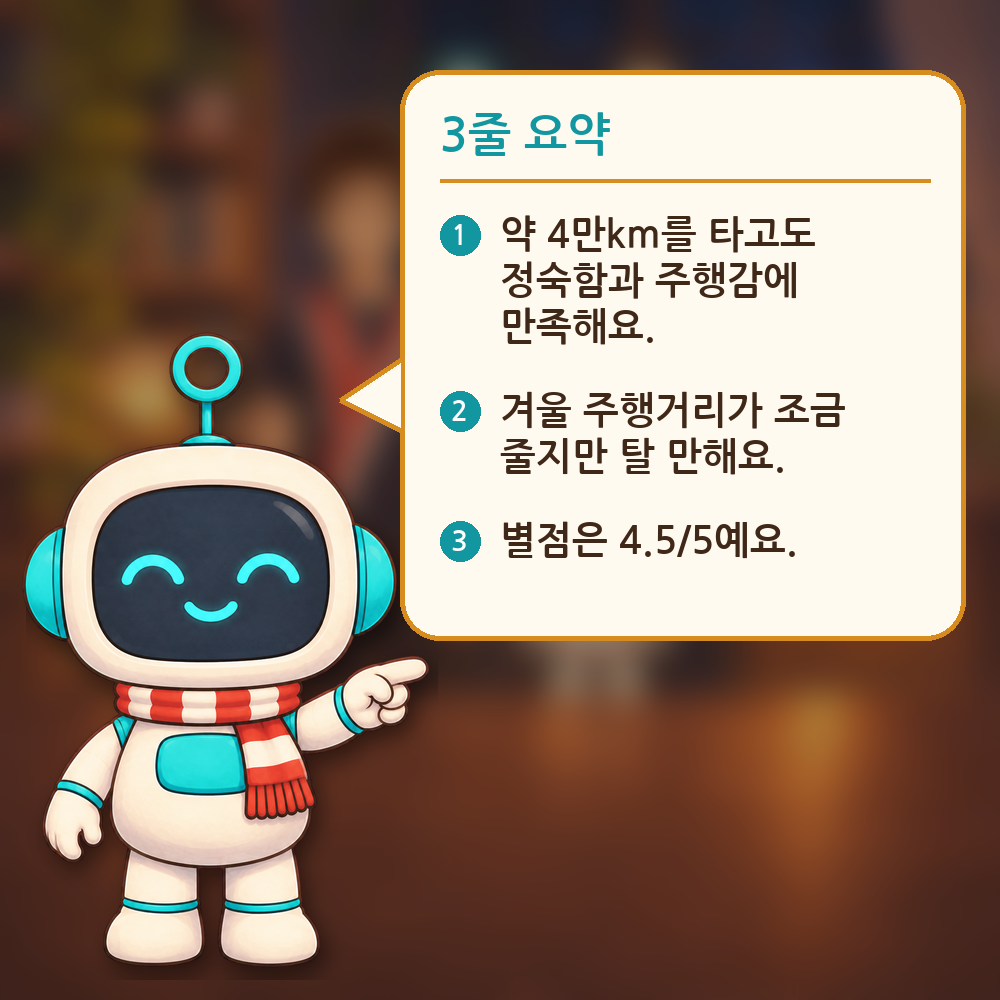 3줄 요약
1 약 4만km를 타고도
정숙함과 주행감에
만족해요.
2 겨울 주행거리가 조금
줄지만 탈 만해요.
3 별점은 4.5/5예요.